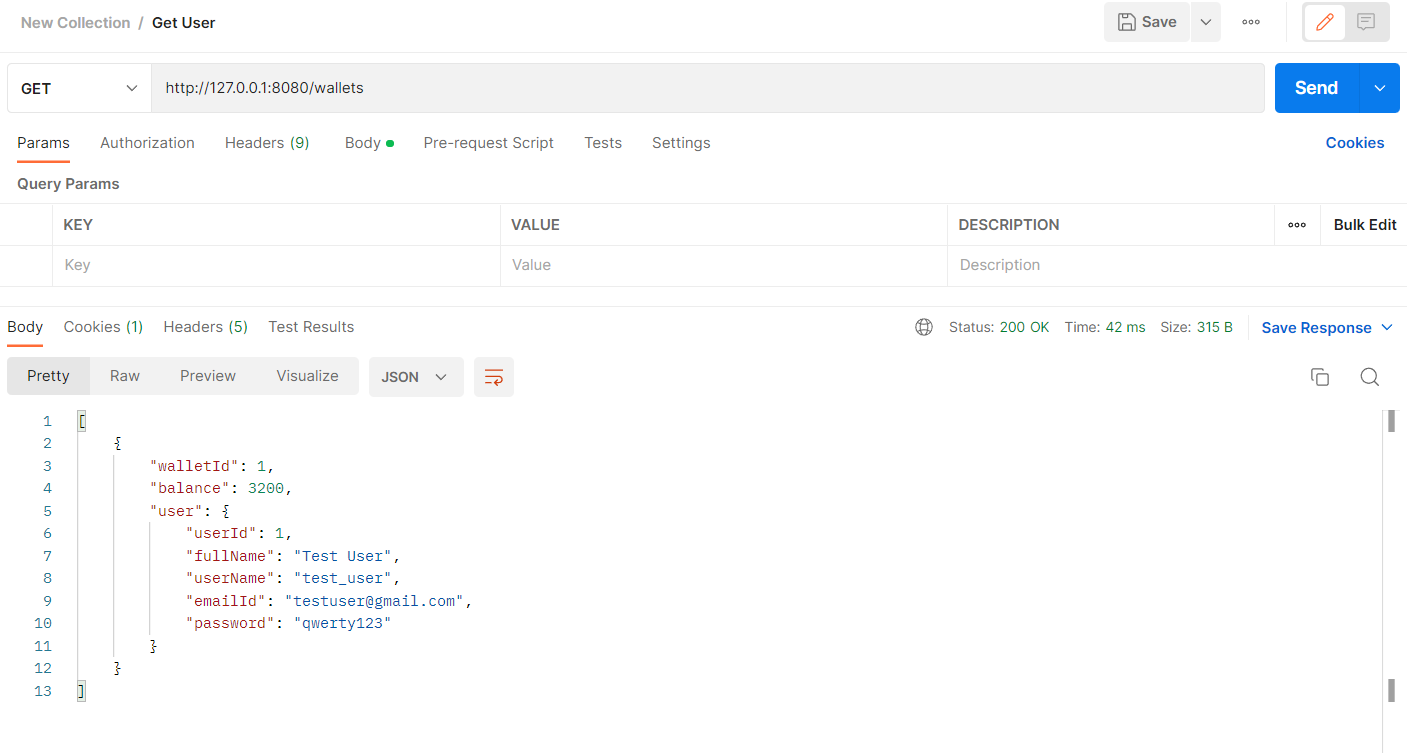 New Collection / Get User
Save
GET http://127.0.0.1:8080/wallets Send
Params Authorization Headers (9) Body Pre-request Script Tests Settings Cookies
Query Params
KEY VALUE DESCRIPTION Bulk Edit
Key Value Description
Body Cookies (1) Headers (5) Test Results Status: 200 OK Time: 42 ms Size: 315 B Save Response
Pretty Raw Preview Visualize JSON
1 [
2 {
3 "walletId": 1,
4 "balance": 3200,
5 "user": {
6 "userId": 1,
7 "fullName": "Test User",
8 "userName": "test_user",
9 "emailId": "testuser@gmail.com",
10 "password": "qwerty123"
11 }
12 }
13 ]